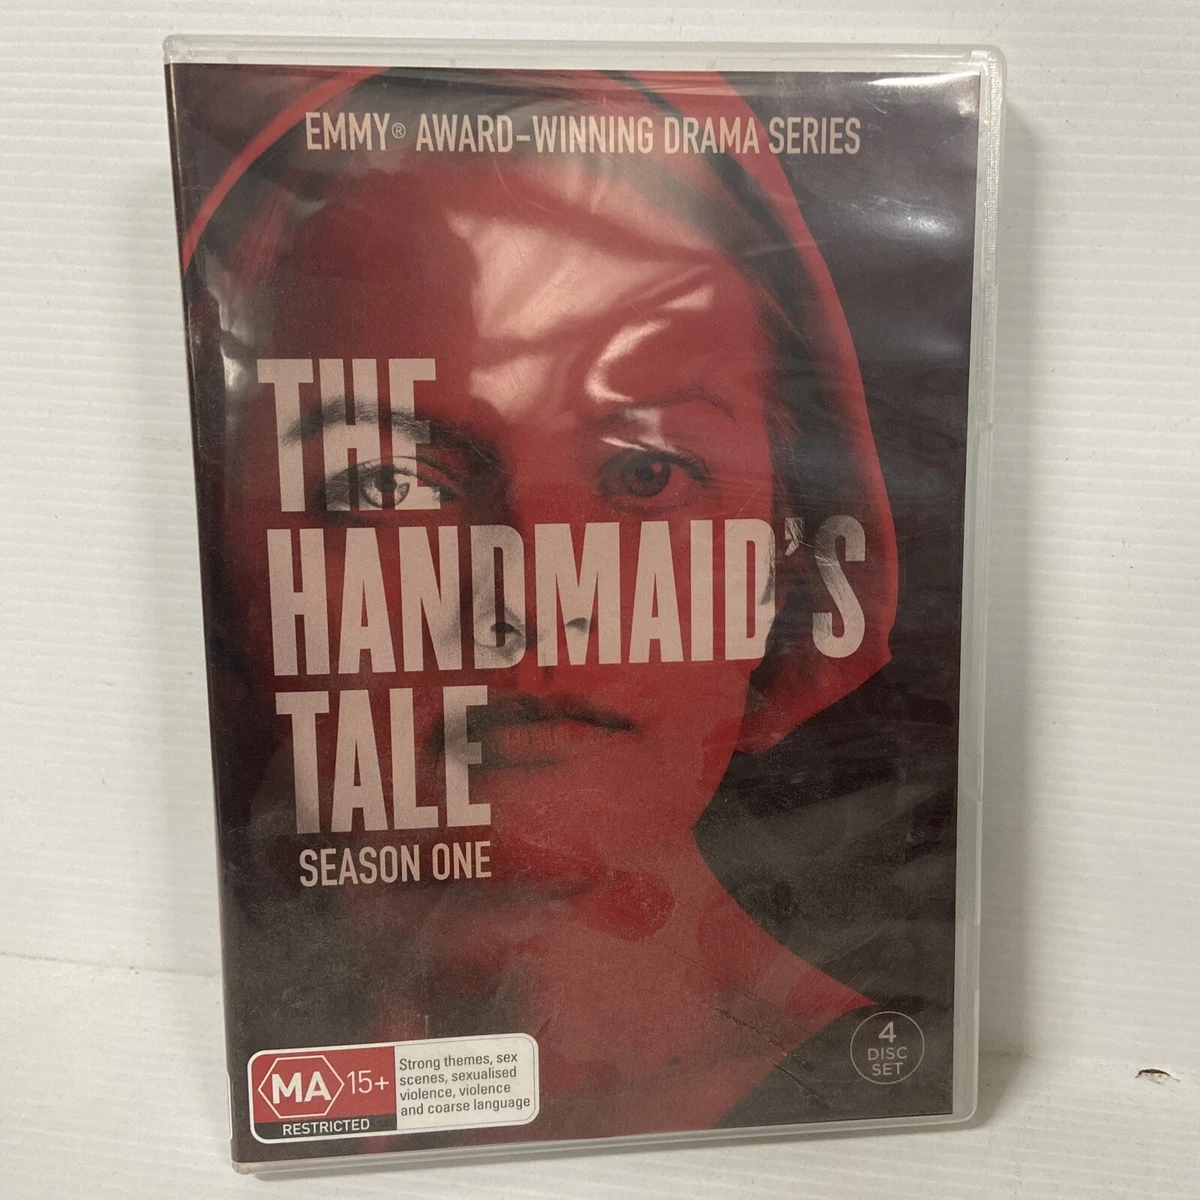 EMMY® AWARD-WINNING DRAMA SERIES
THE
HANDMAID'S
TALE
SEASON ONE
4
DISC
SET
MA 15+
RESTRICTED
Strong themes, sex
scenes, sexualised
violence, violence
and coarse language